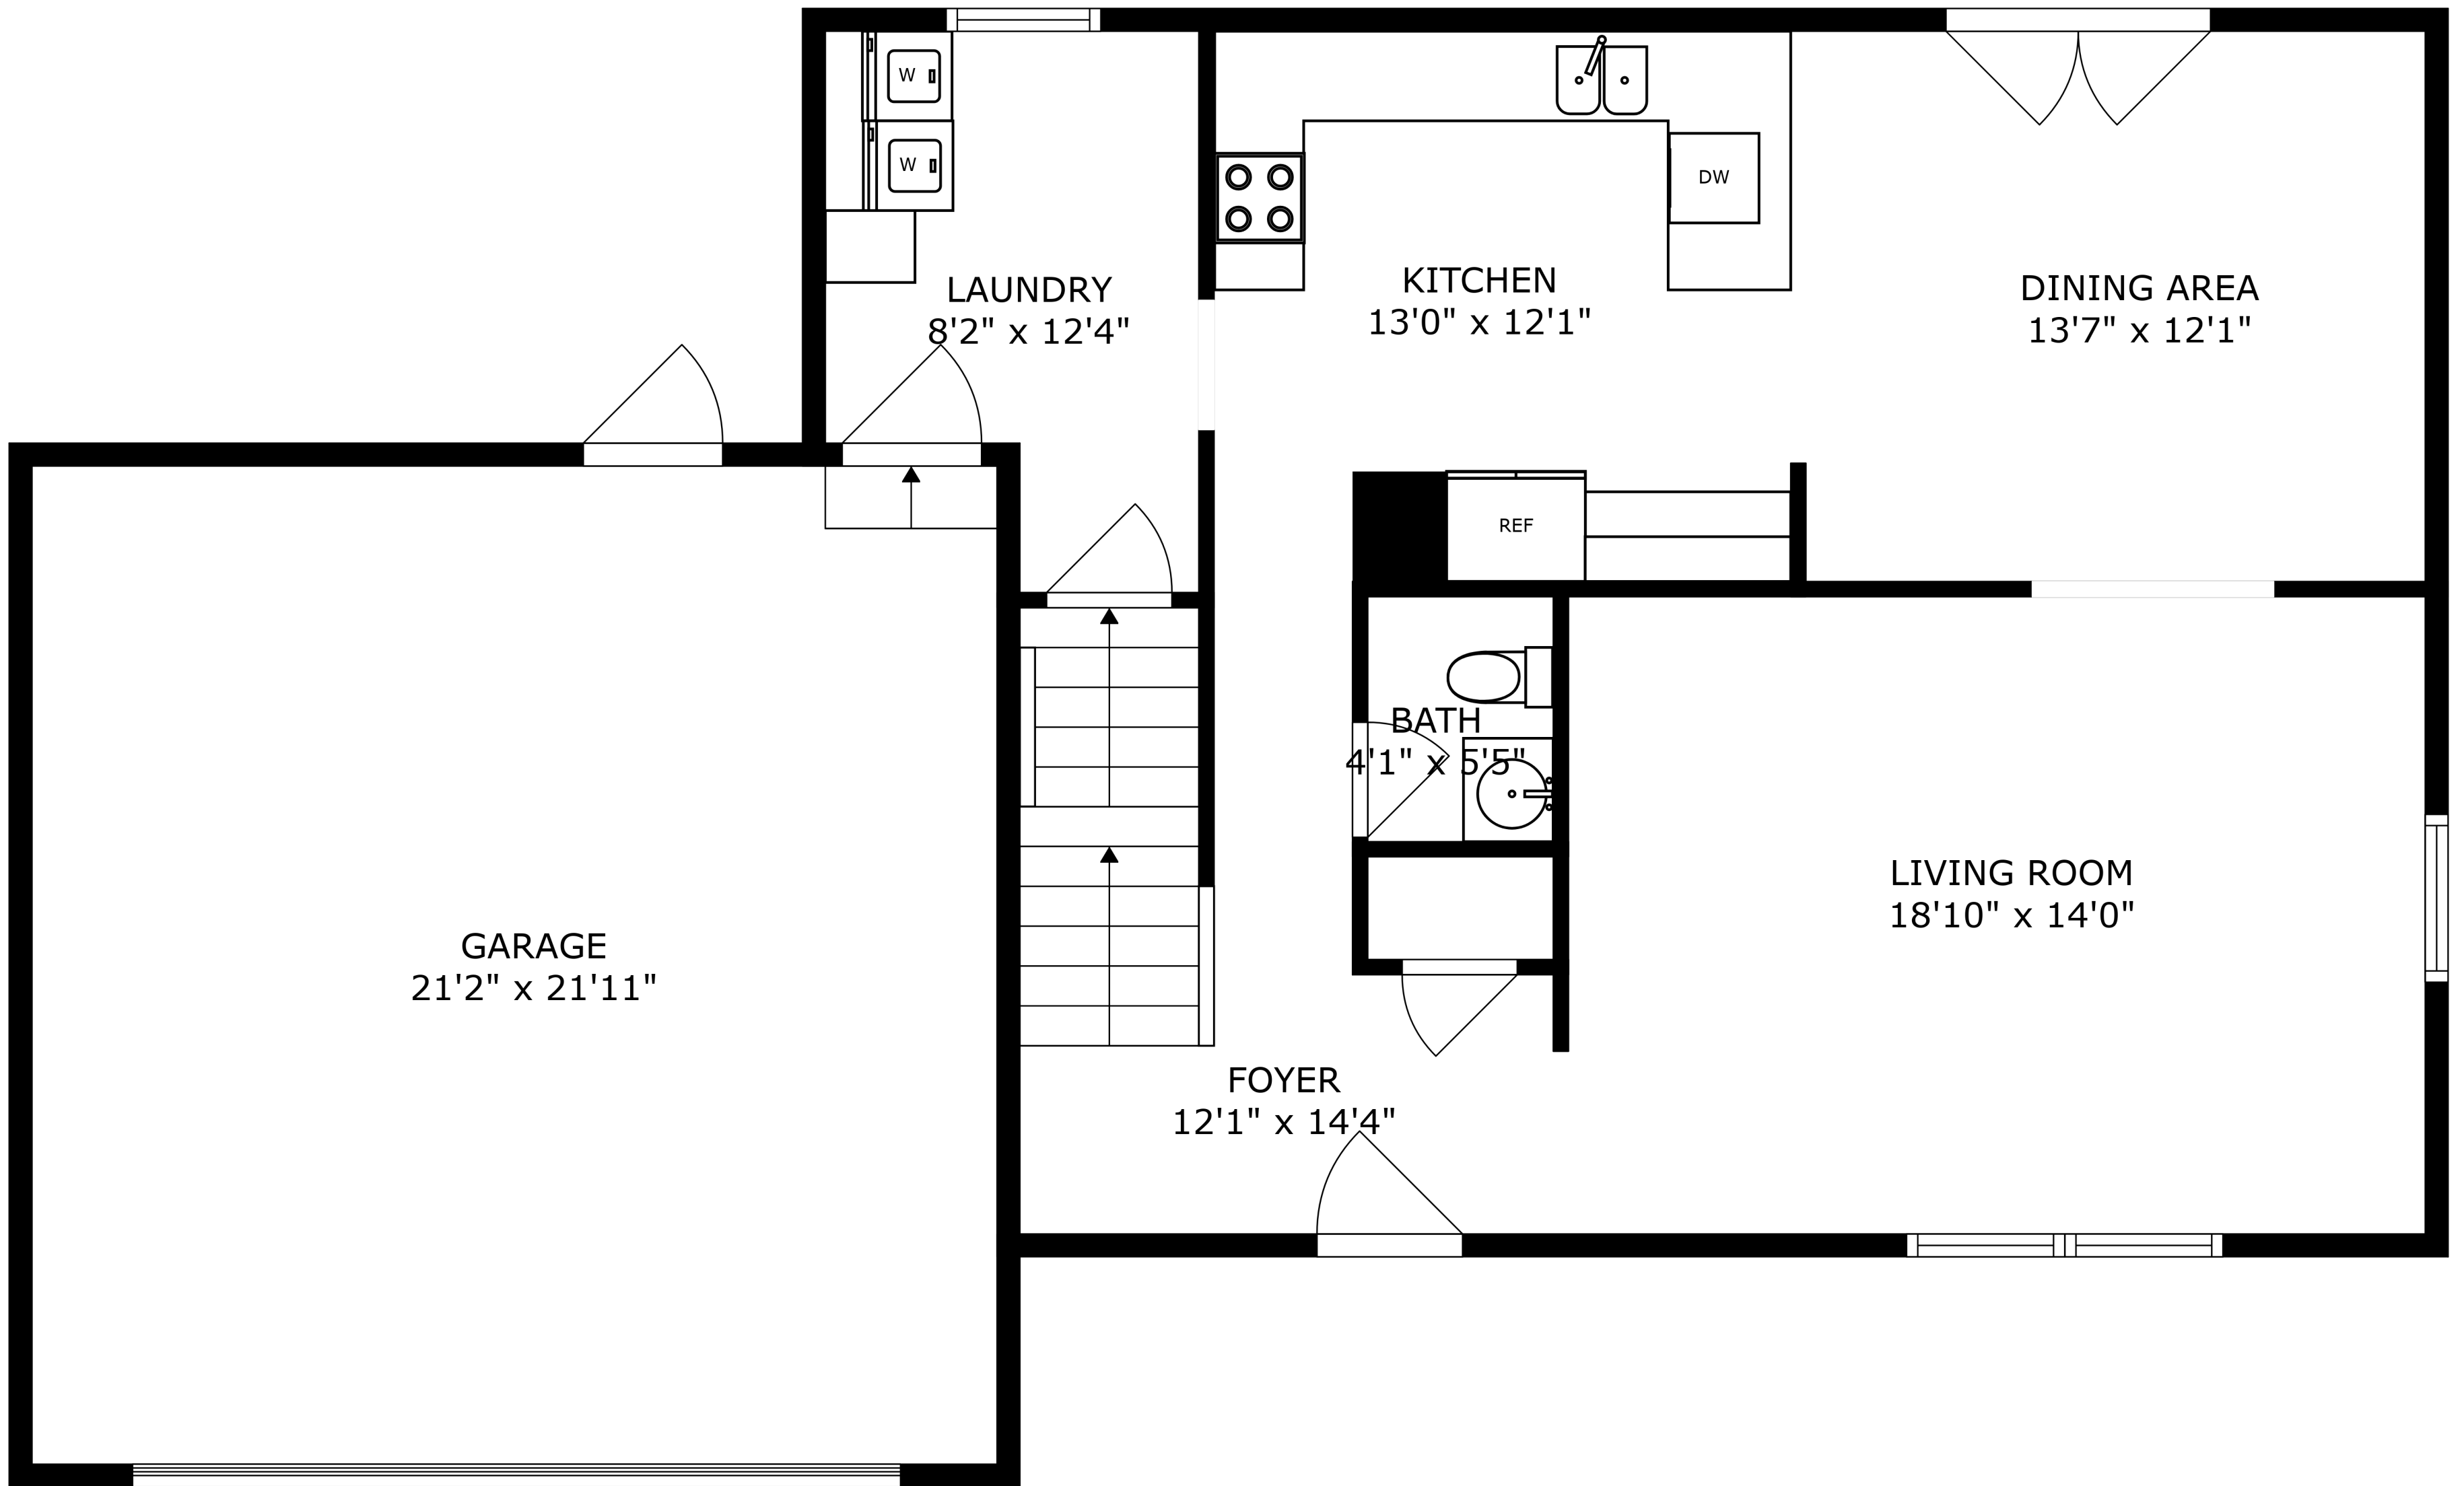 W
W
DW
LAUNDRY
8'2" x 12'4"
KITCHEN
13'0" x 12'1"
DINING AREA
13'7" x 12'1"
REF
BATH
4'1" x 5'5"
LIVING ROOM
18'10" x 14'0"
GARAGE
21'2" x 21'11"
FOYER
12'1" x 14'4"